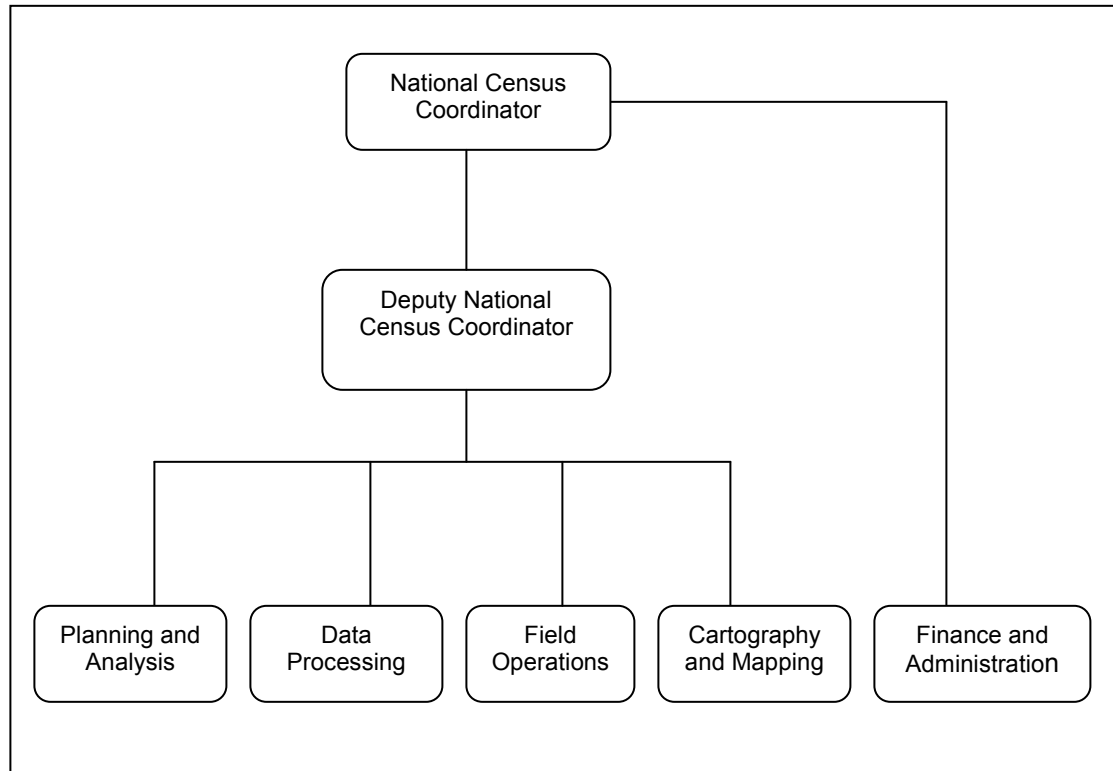 National Census
Coordinator
Deputy National
Census Coordinator
Planning and
Analysis
Data
Processing
Field
Operations
Cartography
and Mapping
Finance and
Administration